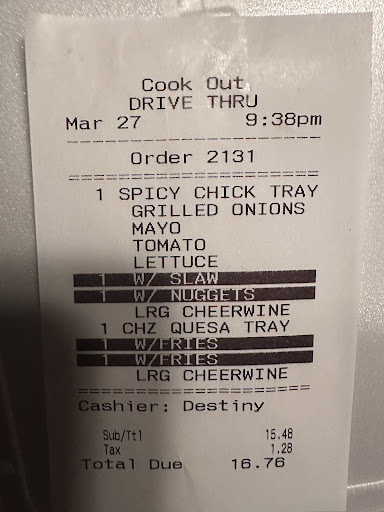 Cook Out
DRIVE THRU
Mar 27 9:38pm
Order 2131
1 SPICY CHICK TRAY
GRILLED ONIONS
MAYO
TOMATO
LETTUCE
1 W/ SLAW
1 W/ NUGGETS
LRG CHEERWINE
1 CHZ QUESA TRAY
1 W/FRIES
1 W/FRIES
LRG CHEERWINE
Cashier: Destiny
Sub/Ttl 15.48
Tax 1.28
Total Due 16.76